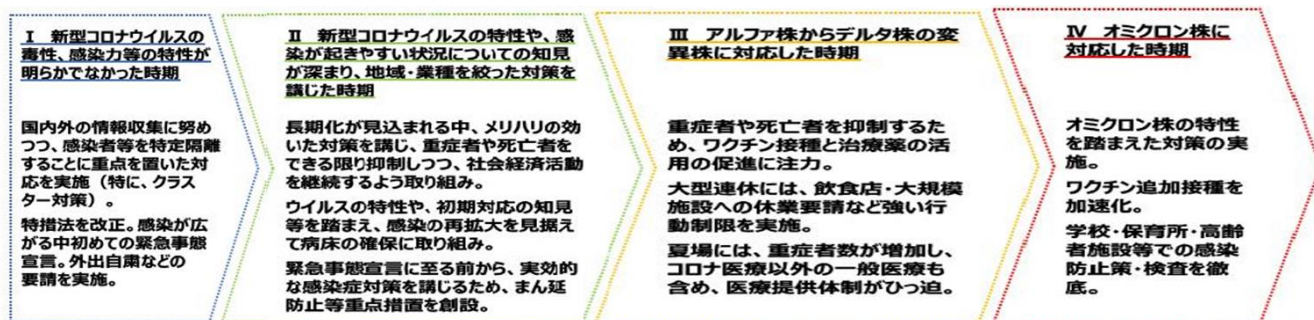 Ⅰ 新型コロナウイルスの
毒性、感染力等の特性が
明らかでなかった時期
国内外の情報収集に努め
つつ、感染者等を特定隔離
することに重点を置いた対
応を実施（特に、クラス
ター対策）。
特措法を改正。感染が広
がる中初めての緊急事態
宣言。外出自粛などの
要請を実施。
Ⅱ 新型コロナウイルスの特性や、感
染が起きやすい状況についての知見
が深まり、地域・業種を絞った対策を
講じた時期
長期化が見込まれる中、メリハリの効
いた対策を講じ、重症者や死亡者を
できる限り抑制しつつ、社会経済活動
を継続するよう取り組み。
ウイルスの特性や、初期対応の知見
等を踏まえ、感染の再拡大を見据え
て病床の確保に取り組み。
緊急事態宣言に至る前から、実効的
な感染症対策を講じるため、まん延
防止等重点措置を創設。
Ⅲ アルファ株からデルタ株の変
異株に対応した時期
重症者や死亡者を抑制するた
め、ワクチン接種と治療薬の活
用の促進に注力。
大型連休には、飲食店・大規模
施設への休業要請など強い行
動制限を実施。
夏場には、重症者数が増加し、
コロナ医療以外の一般医療も
含め、医療提供体制がひっ迫。
Ⅳ オミクロン株に
対応した時期
オミクロン株の特性
を踏まえた対策の実
施。
ワクチン追加接種を
加速化。
学校・保育所・高齢
者施設等での感染
防止策・検査を徹
底。